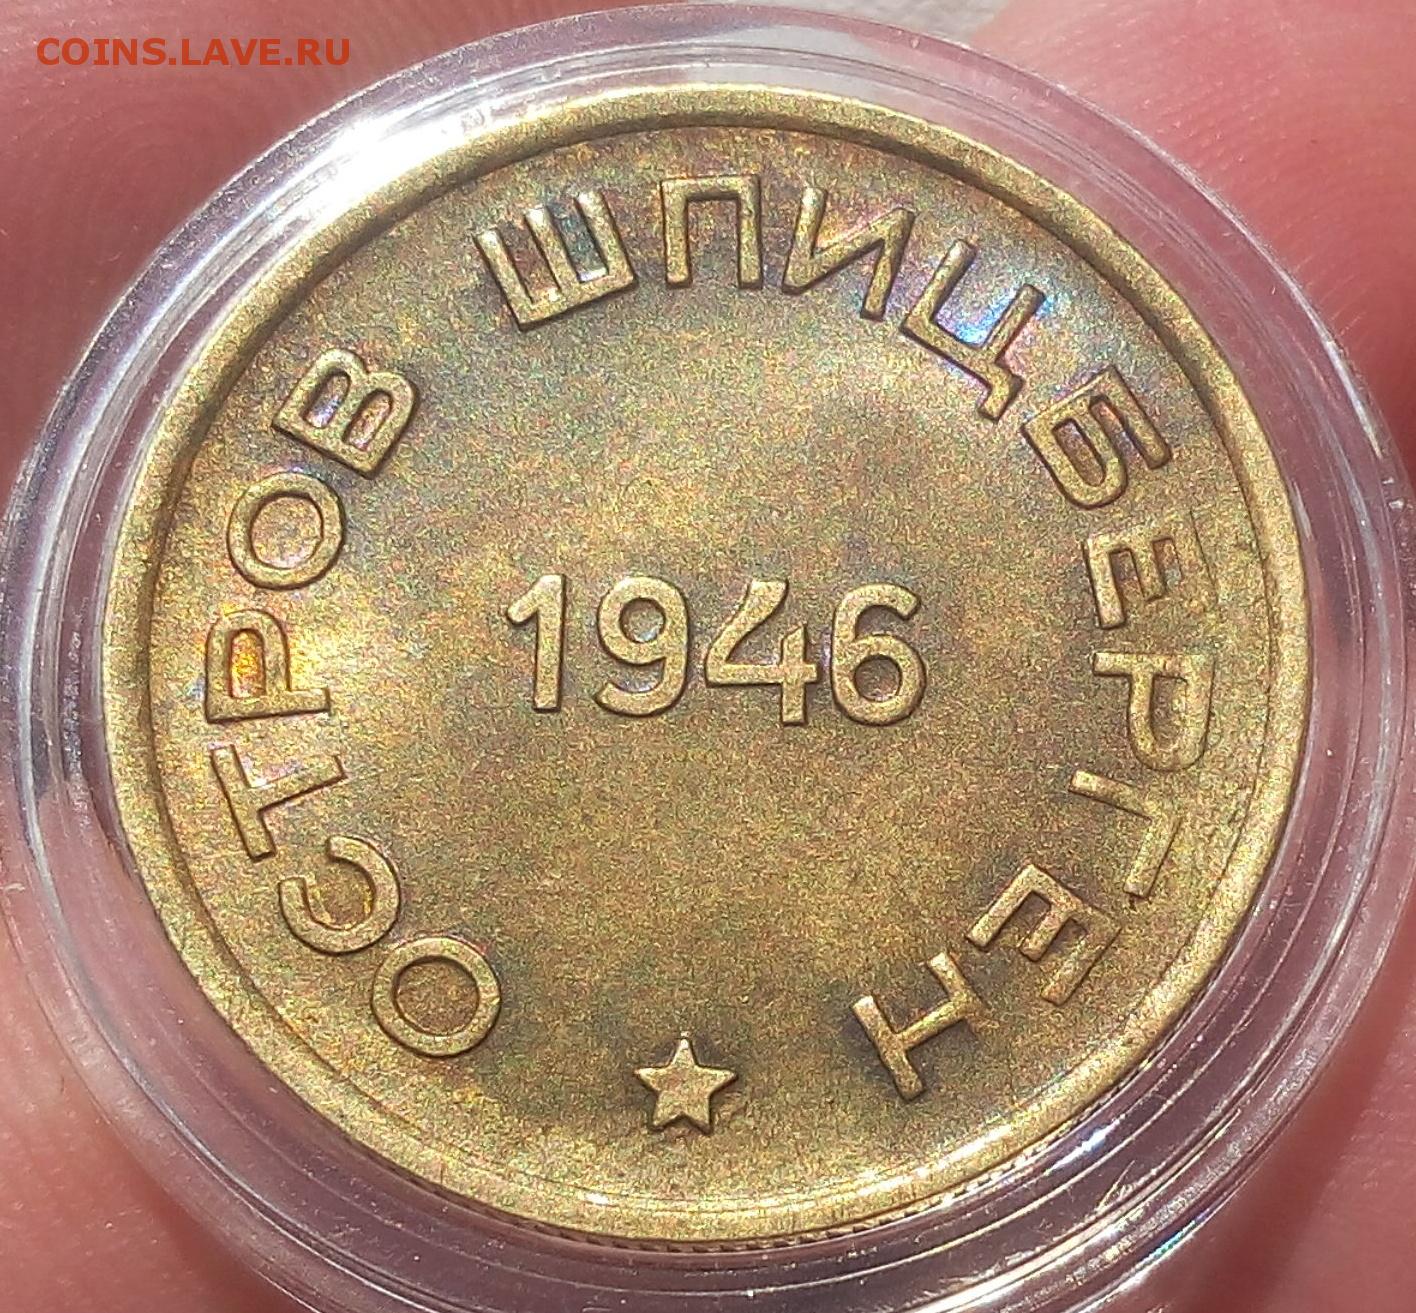 COINS.LAVE.RU
ОСТРОВ ШПИЦБЕРГЕН
1946